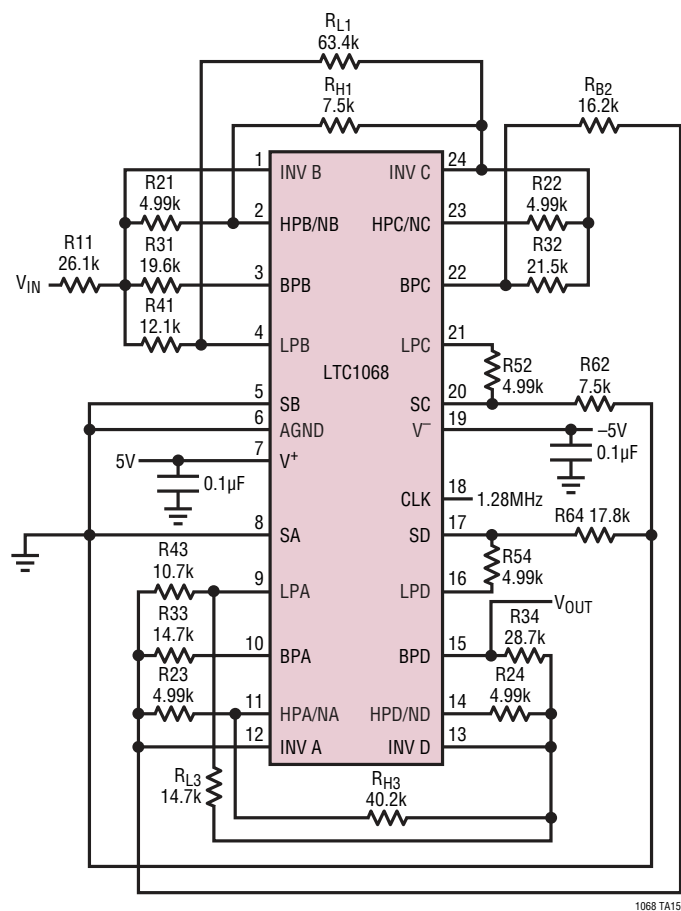 RL1
63.4k
RH1
7.5k
RB2
16.2k
1
INV B
INV C
24
R21
4.99k
2
HPB/NB
HPC/NC
23
R22
4.99k
R11
26.1k
VIN
R31
19.6k
3
BPB
BPC
22
R32
21.5k
R41
12.1k
4
LPB
LPC
21
LTC1068
R52
4.99k
R62
7.5k
5
SB
SC
20
6
AGND
V–
19
–5V
0.1µF
5V
7
V+
0.1µF
CLK
18
1.28MHz
8
SA
SD
17
R64 17.8k
R43
10.7k
9
LPA
LPD
16
R54
4.99k
VOUT
R33
14.7k
10
BPA
BPD
15
R34
28.7k
R23
4.99k
11
HPA/NA
HPD/ND
14
R24
4.99k
12
INV A
INV D
13
RL3
14.7k
RH3
40.2k
1068 TA15